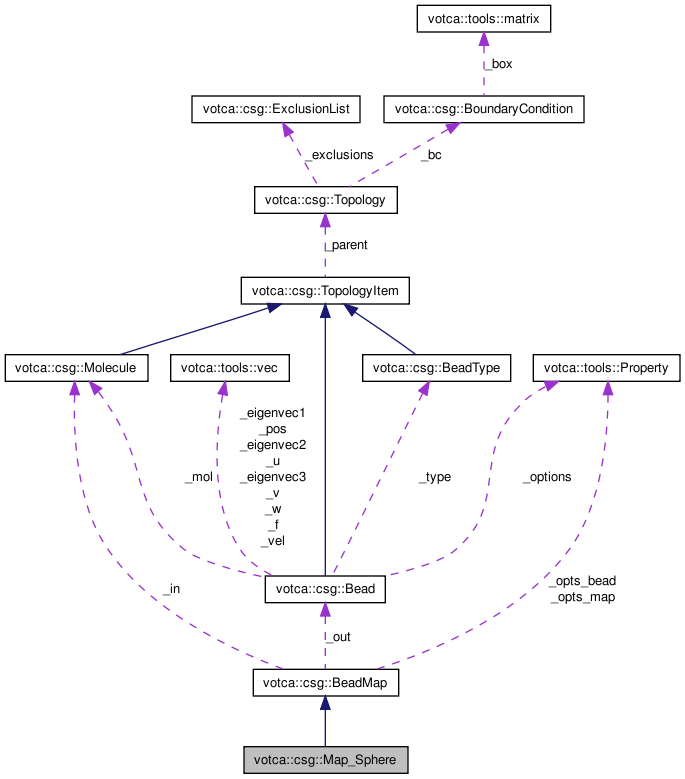 votca::tools::matrix
_box
votca::csg::ExclusionList
votca::csg::BoundaryCondition
_exclusions
_bc
votca::csg::Topology
_parent
votca::csg::TopologyItem
votca::csg::Molecule
votca::tools::vec
votca::csg::BeadType
votca::tools::Property
_mol
_eigenvec1
_pos
_eigenvec2
_u
_eigenvec3
_v
_w
_f
_vel
_type
_options
votca::csg::Bead
_in
_out
_opts_bead
_opts_map
votca::csg::BeadMap
votca::csg::Map_Sphere